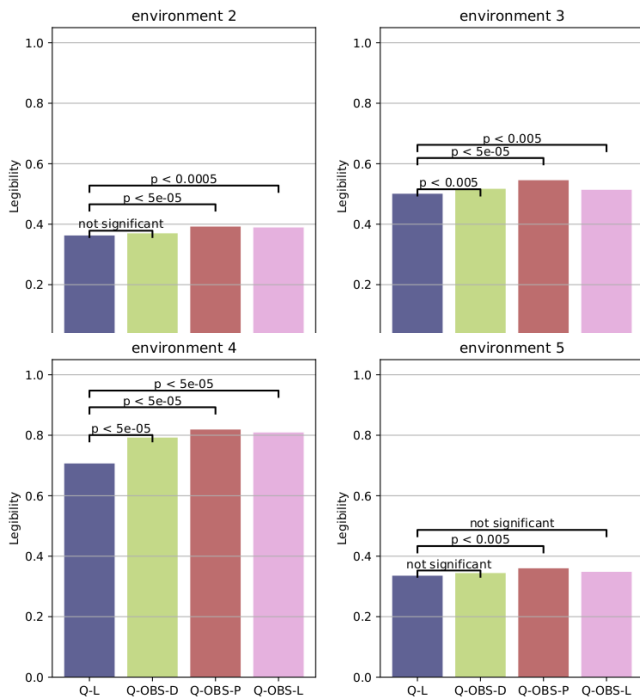 environment 2
1.0
0.8
0.6
0.4
0.2
Legibility
p < 0.0005
p < 5e-05
not significant
environment 3
1.0
0.8
0.6
0.4
0.2
Legibility
p < 0.005
p < 5e-05
p < 0.005
environment 4
1.0
0.8
0.6
0.4
0.2
0.0
Legibility
p < 5e-05
p < 5e-05
p < 5e-05
Q-L Q-OBS-D Q-OBS-P Q-OBS-L
environment 5
1.0
0.8
0.6
0.4
0.2
0.0
Legibility
not significant
p < 0.005
not significant
Q-L Q-OBS-D Q-OBS-P Q-OBS-L